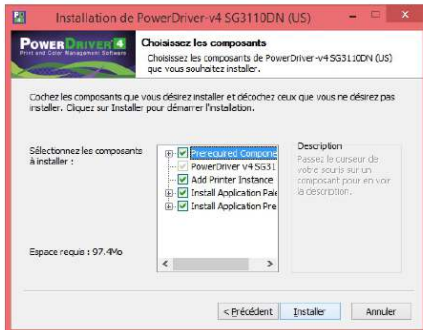 Installation de PowerDriver-v4 SG3110DN (US)
POWERDRIVER 4
Print and Color Management Software
Choisissez les composants
Choisissez les composants de PowerDriver-v4 SG3110DN (US)
que vous souhaitez installer.
Cochez les composants que vous désirez installer et décochez ceux que vous ne désirez pas
installer. Cliquez sur Installer pour démarrer l'installation.
Sélectionnez les composants
à installer :
Prerequired Compone
PowerDriver v4 SG31
Add Printer Instance
Install Application Pale
Install Application Pre
Description
Passez le curseur de
votre souris sur un
composant pour en voir
la description.
Espace requis : 97.4Mo
< Précédent
Installer
Annuler